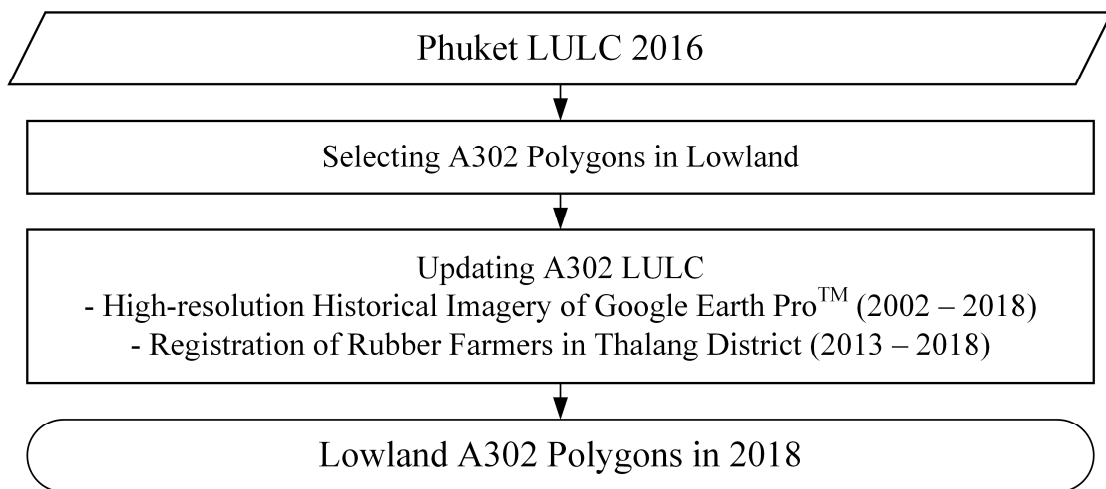 Phuket LULC 2016
Selecting A302 Polygons in Lowland
Updating A302 LULC
- High-resolution Historical Imagery of Google Earth Pro™ (2002 – 2018)
- Registration of Rubber Farmers in Thalang District (2013 – 2018)
Lowland A302 Polygons in 2018